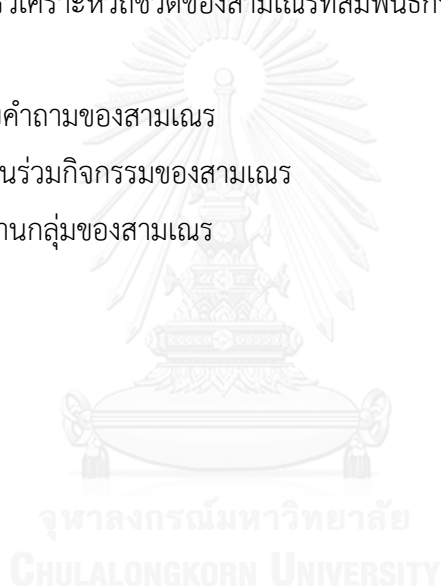 วิเคราะห์วิถีชีวิตของสามเณรที่สัมพันธ์
คำถามของสามเณร
ร่วมกิจกรรมของสามเณร
กลุ่มของสามเณร
จุฬาลงกรณ์มหาวิทยาลัย
CHULALONGKORN UNIVERSITY